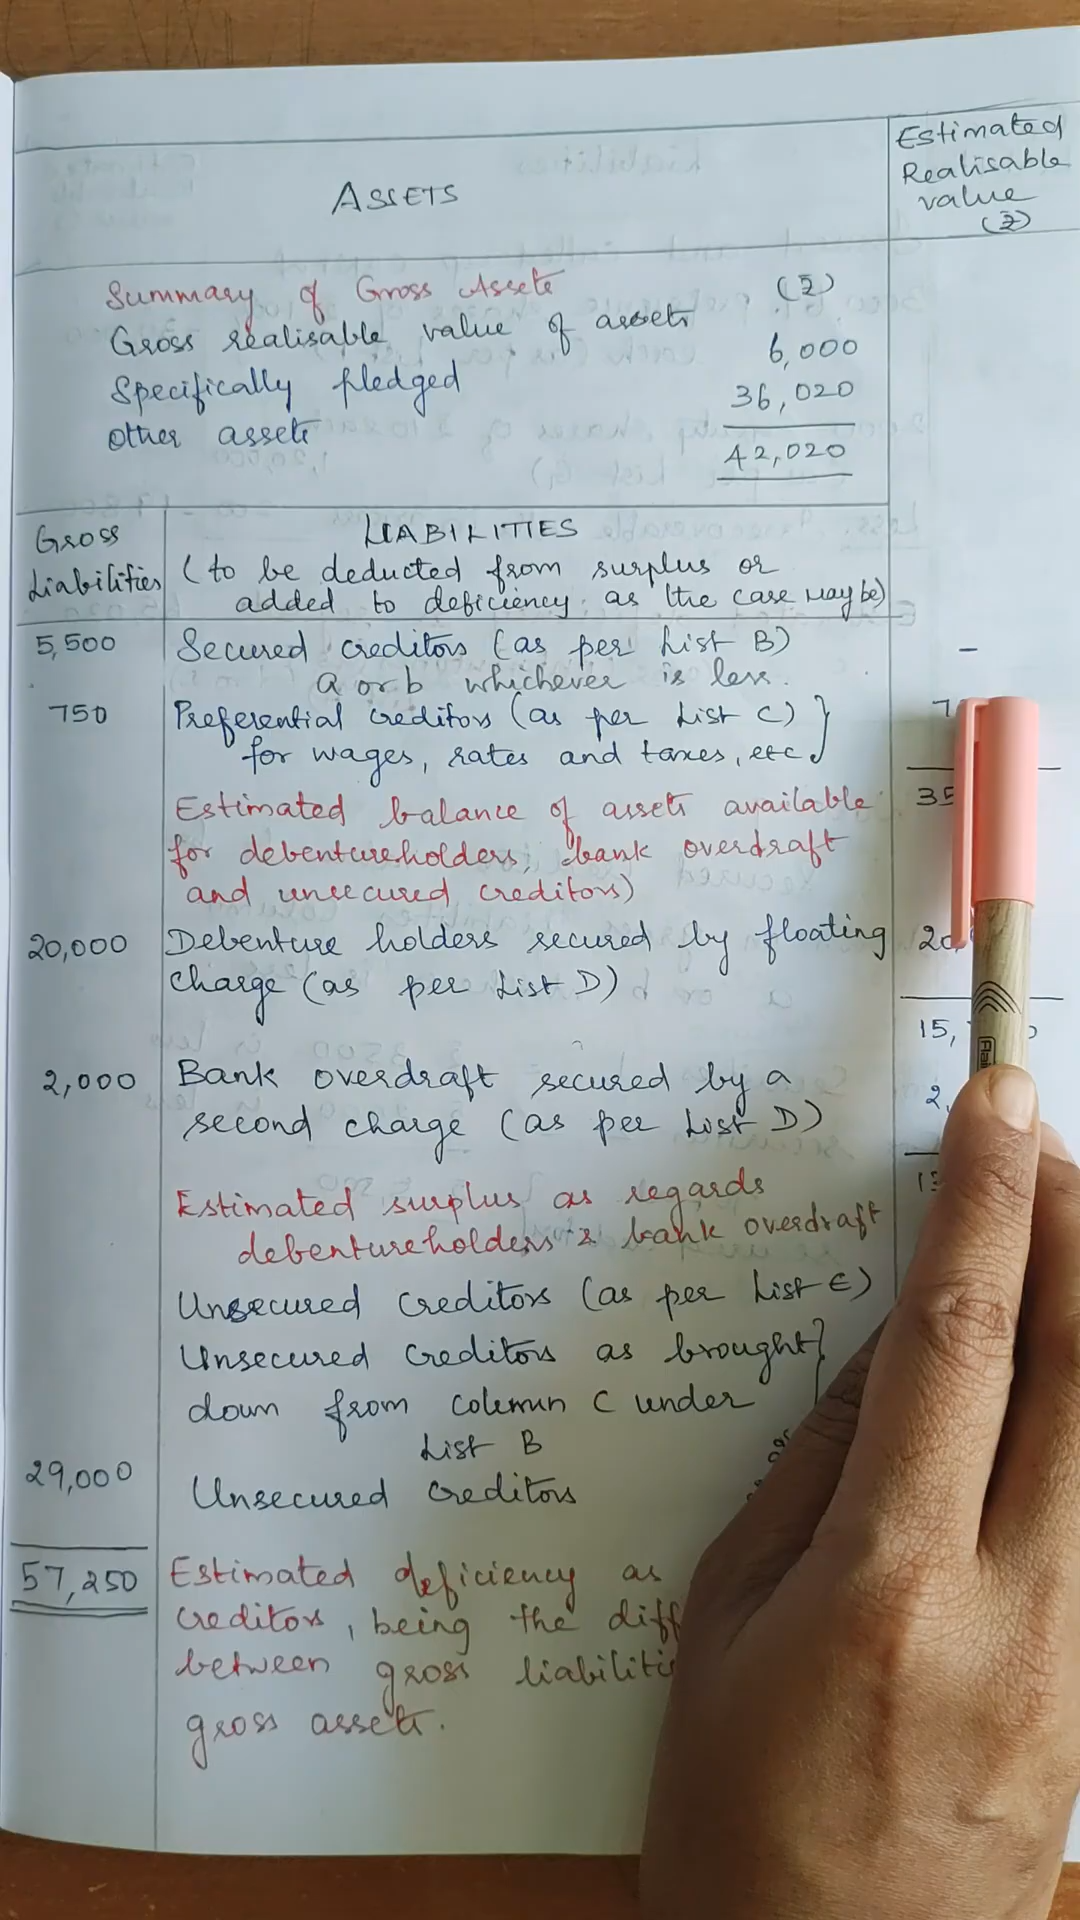 ASSETS
Estimated
Realisable
value
(₹)
Summary of Gross Assets (₹)
Gross realisable value of assets
Specifically pledged 6,000
other assets 36,020
42,020
Gross
Liabilities
LIABILITIES
(to be deducted from surplus or
added to deficiency as the case may be)
5,500 Secured creditors (as per List B) -
a or b whichever is less.
750 Preferential creditors (as per List C)
for wages, rates and taxes, etc
Estimated balance of assets available 35
for debentureholders, bank overdraft
and unsecured creditors)
20,000 Debenture holders secured by floating
charge (as per List D)
15,
2,000 Bank overdraft secured by a 2,
second charge (as per List D)
Estimated surplus as regards
debentureholders & bank overdraft
Unsecured Creditors (as per List E)
Unsecured Creditors as brought
down from column C under
List B
29,000 Unsecured creditors
57,250 Estimated deficiency as
creditors, being the
between gross
gross assets.